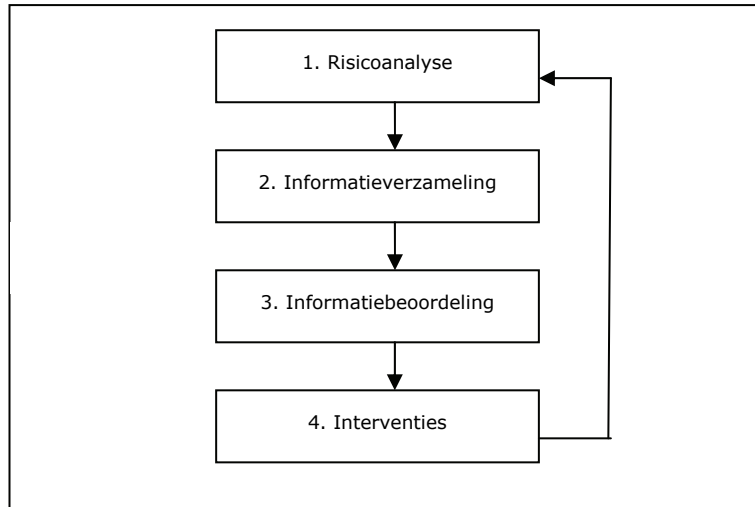 1. Risicoanalyse
2. Informatieverzameling
3. Informatiebeoordeling
4. Interventies